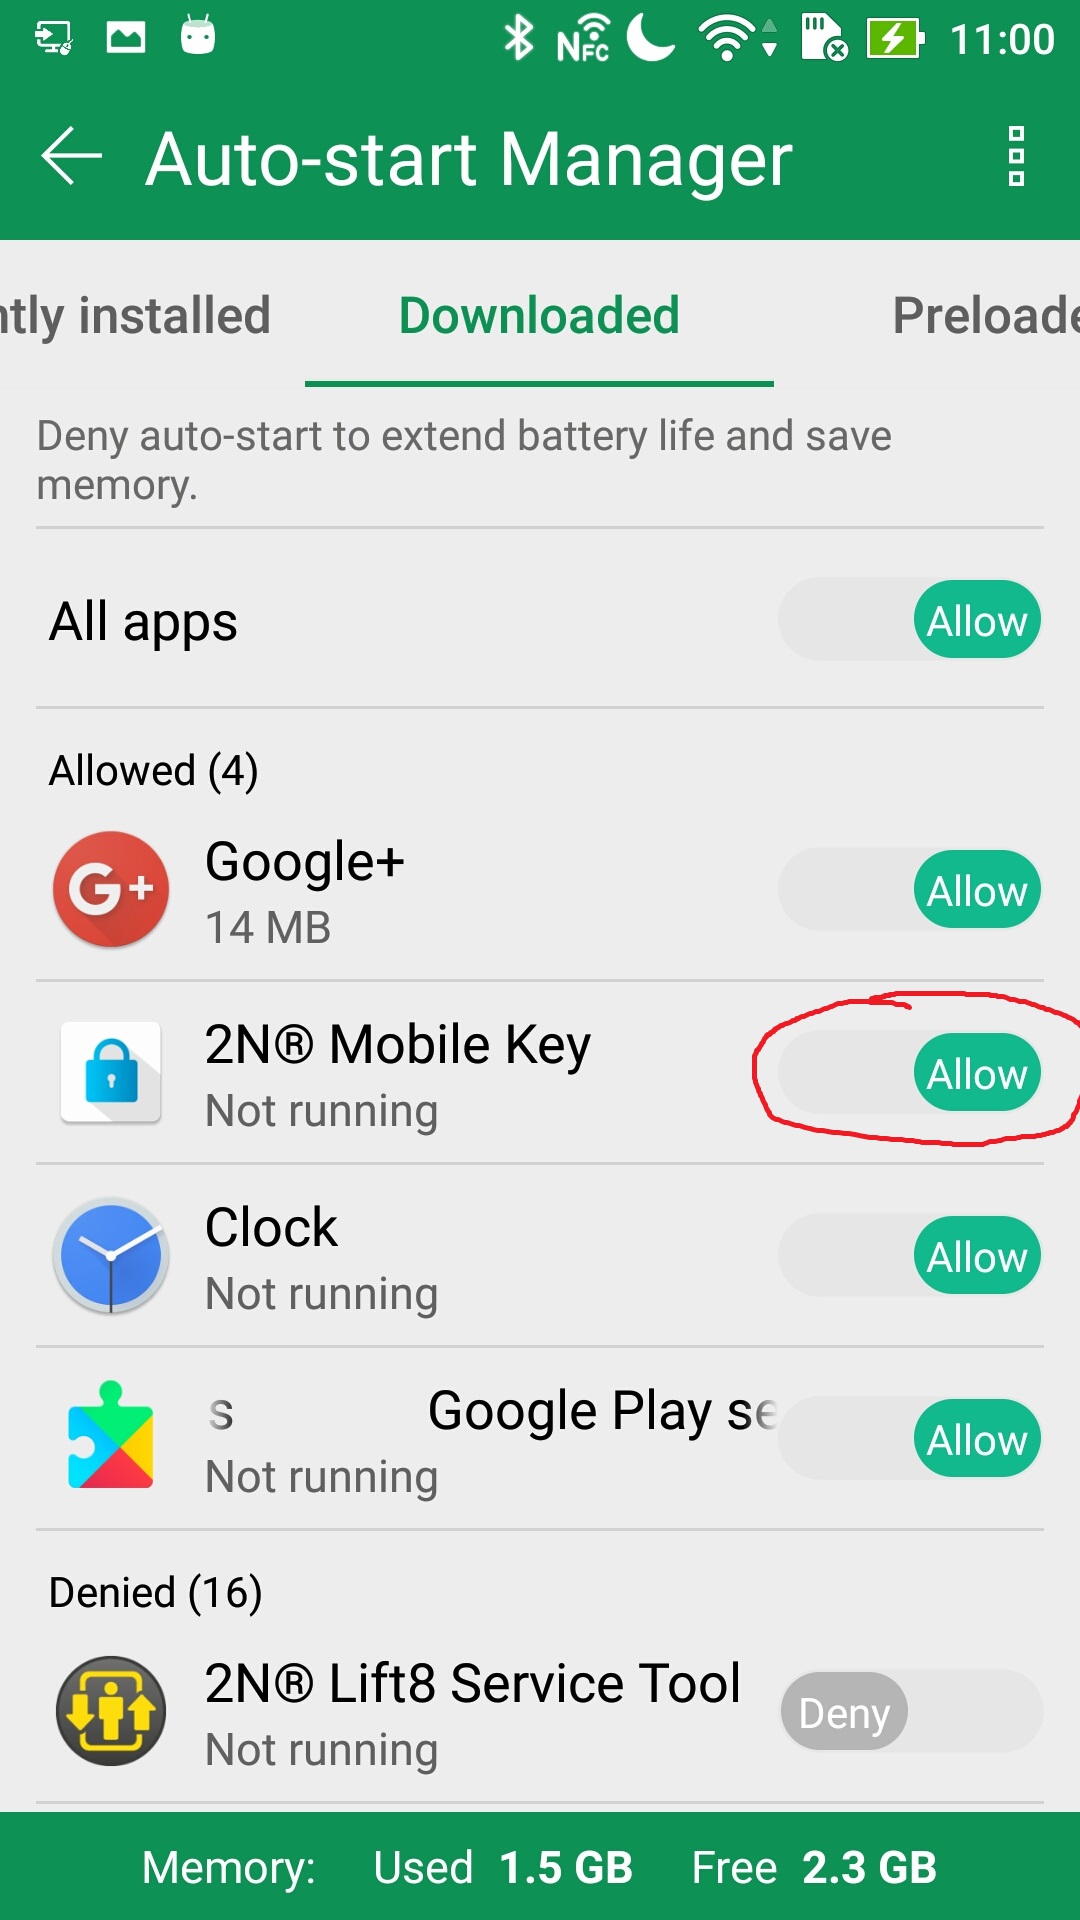 NFC 11:00
Auto-start Manager
ntly installed Downloaded Preloade
Deny auto-start to extend battery life and save
memory.
All apps Allow
Allowed (4)
Google+
14 MB
Allow
G+
2N® Mobile Key
Not running
Allow
Clock
Not running
Allow
s Google Play se
Not running
Allow
Denied (16)
2N® Lift8 Service Tool
Not running
Deny
Memory: Used 1.5 GB Free 2.3 GB